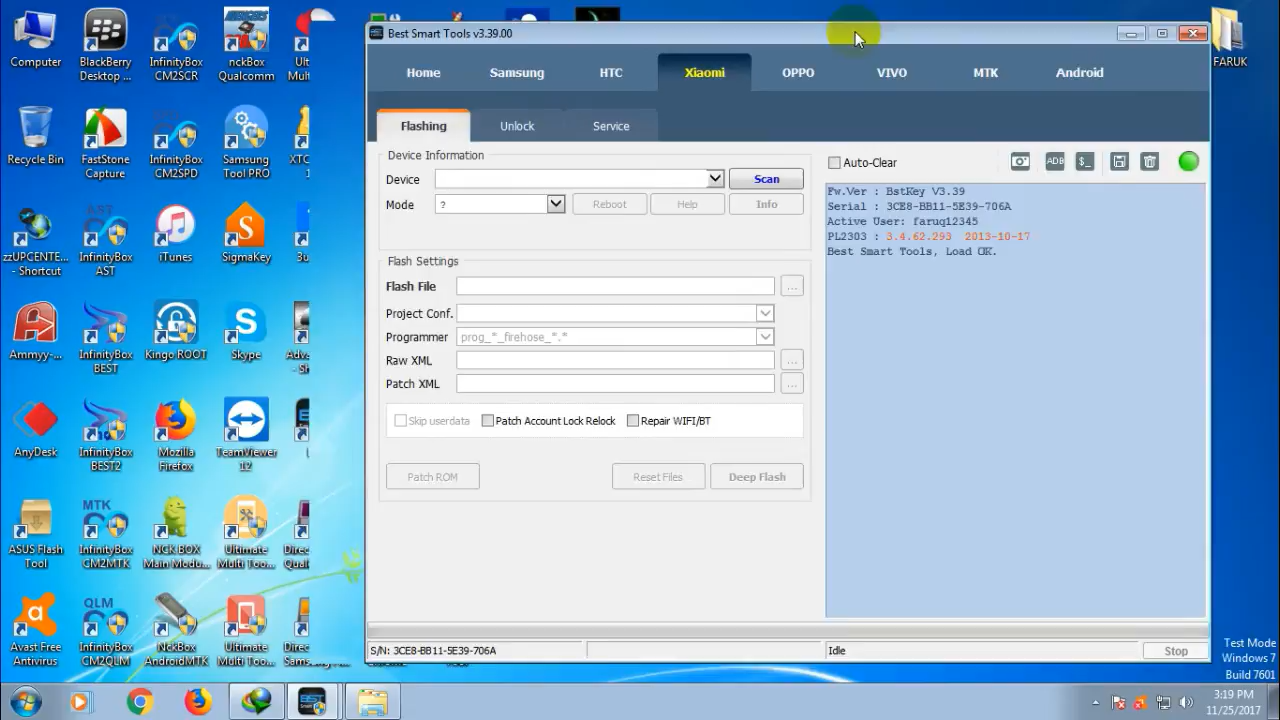 Computer
BlackBerry
Desktop ...
InfinityBox
CM2SCR
nckBox
Qualcomm
Ult
Mul
Recycle Bin
FastStone
Capture
InfinityBox
CM2SPD
Samsung
Tool PRO
XTC
zzUPCENTE...
- Shortcut
InfinityBox
AST
iTunes
SigmaKey
3u
Ammyy-...
InfinityBox
BEST
Kingo ROOT
Skype
Adva
- Sh
AnyDesk
InfinityBox
BEST2
Mozilla
Firefox
TeamViewer
12
ASUS Flash
Tool
InfinityBox
CM2MTK
NCK BOX
Main Modu...
Ultimate
Multi Too...
Direc
Qual
Avast Free
Antivirus
InfinityBox
CM2QLM
NckBox
AndroidMTK
Ultimate
Multi Too...
FARUK
Best Smart Tools v3.39.00
Home
Samsung
HTC
Xiaomi
OPPO
VIVO
MTK
Android
Flashing
Unlock
Service
Device Information
Device
Scan
Mode
?
Reboot
Help
Info
Flash Settings
Flash File
...
Project Conf.
Programmer
prog_*_firehose_*.*
Raw XML
...
Patch XML
...
Skip userdata
Patch Account Lock Relock
Repair WIFI/BT
Patch ROM
Reset Files
Deep Flash
Auto-Clear
ADB
$_
Fw.Ver : BstKey V3.39
Serial : 3CE8-BB11-5E39-706A
Active User: faruq12345
PL2303 : 3.4.62.293 2013-10-17
Best Smart Tools, Load OK.
S/N: 3CE8-BB11-5E39-706A
Idle
Stop
Test Mode
Windows 7
Build 7601
3:19 PM
11/25/2017